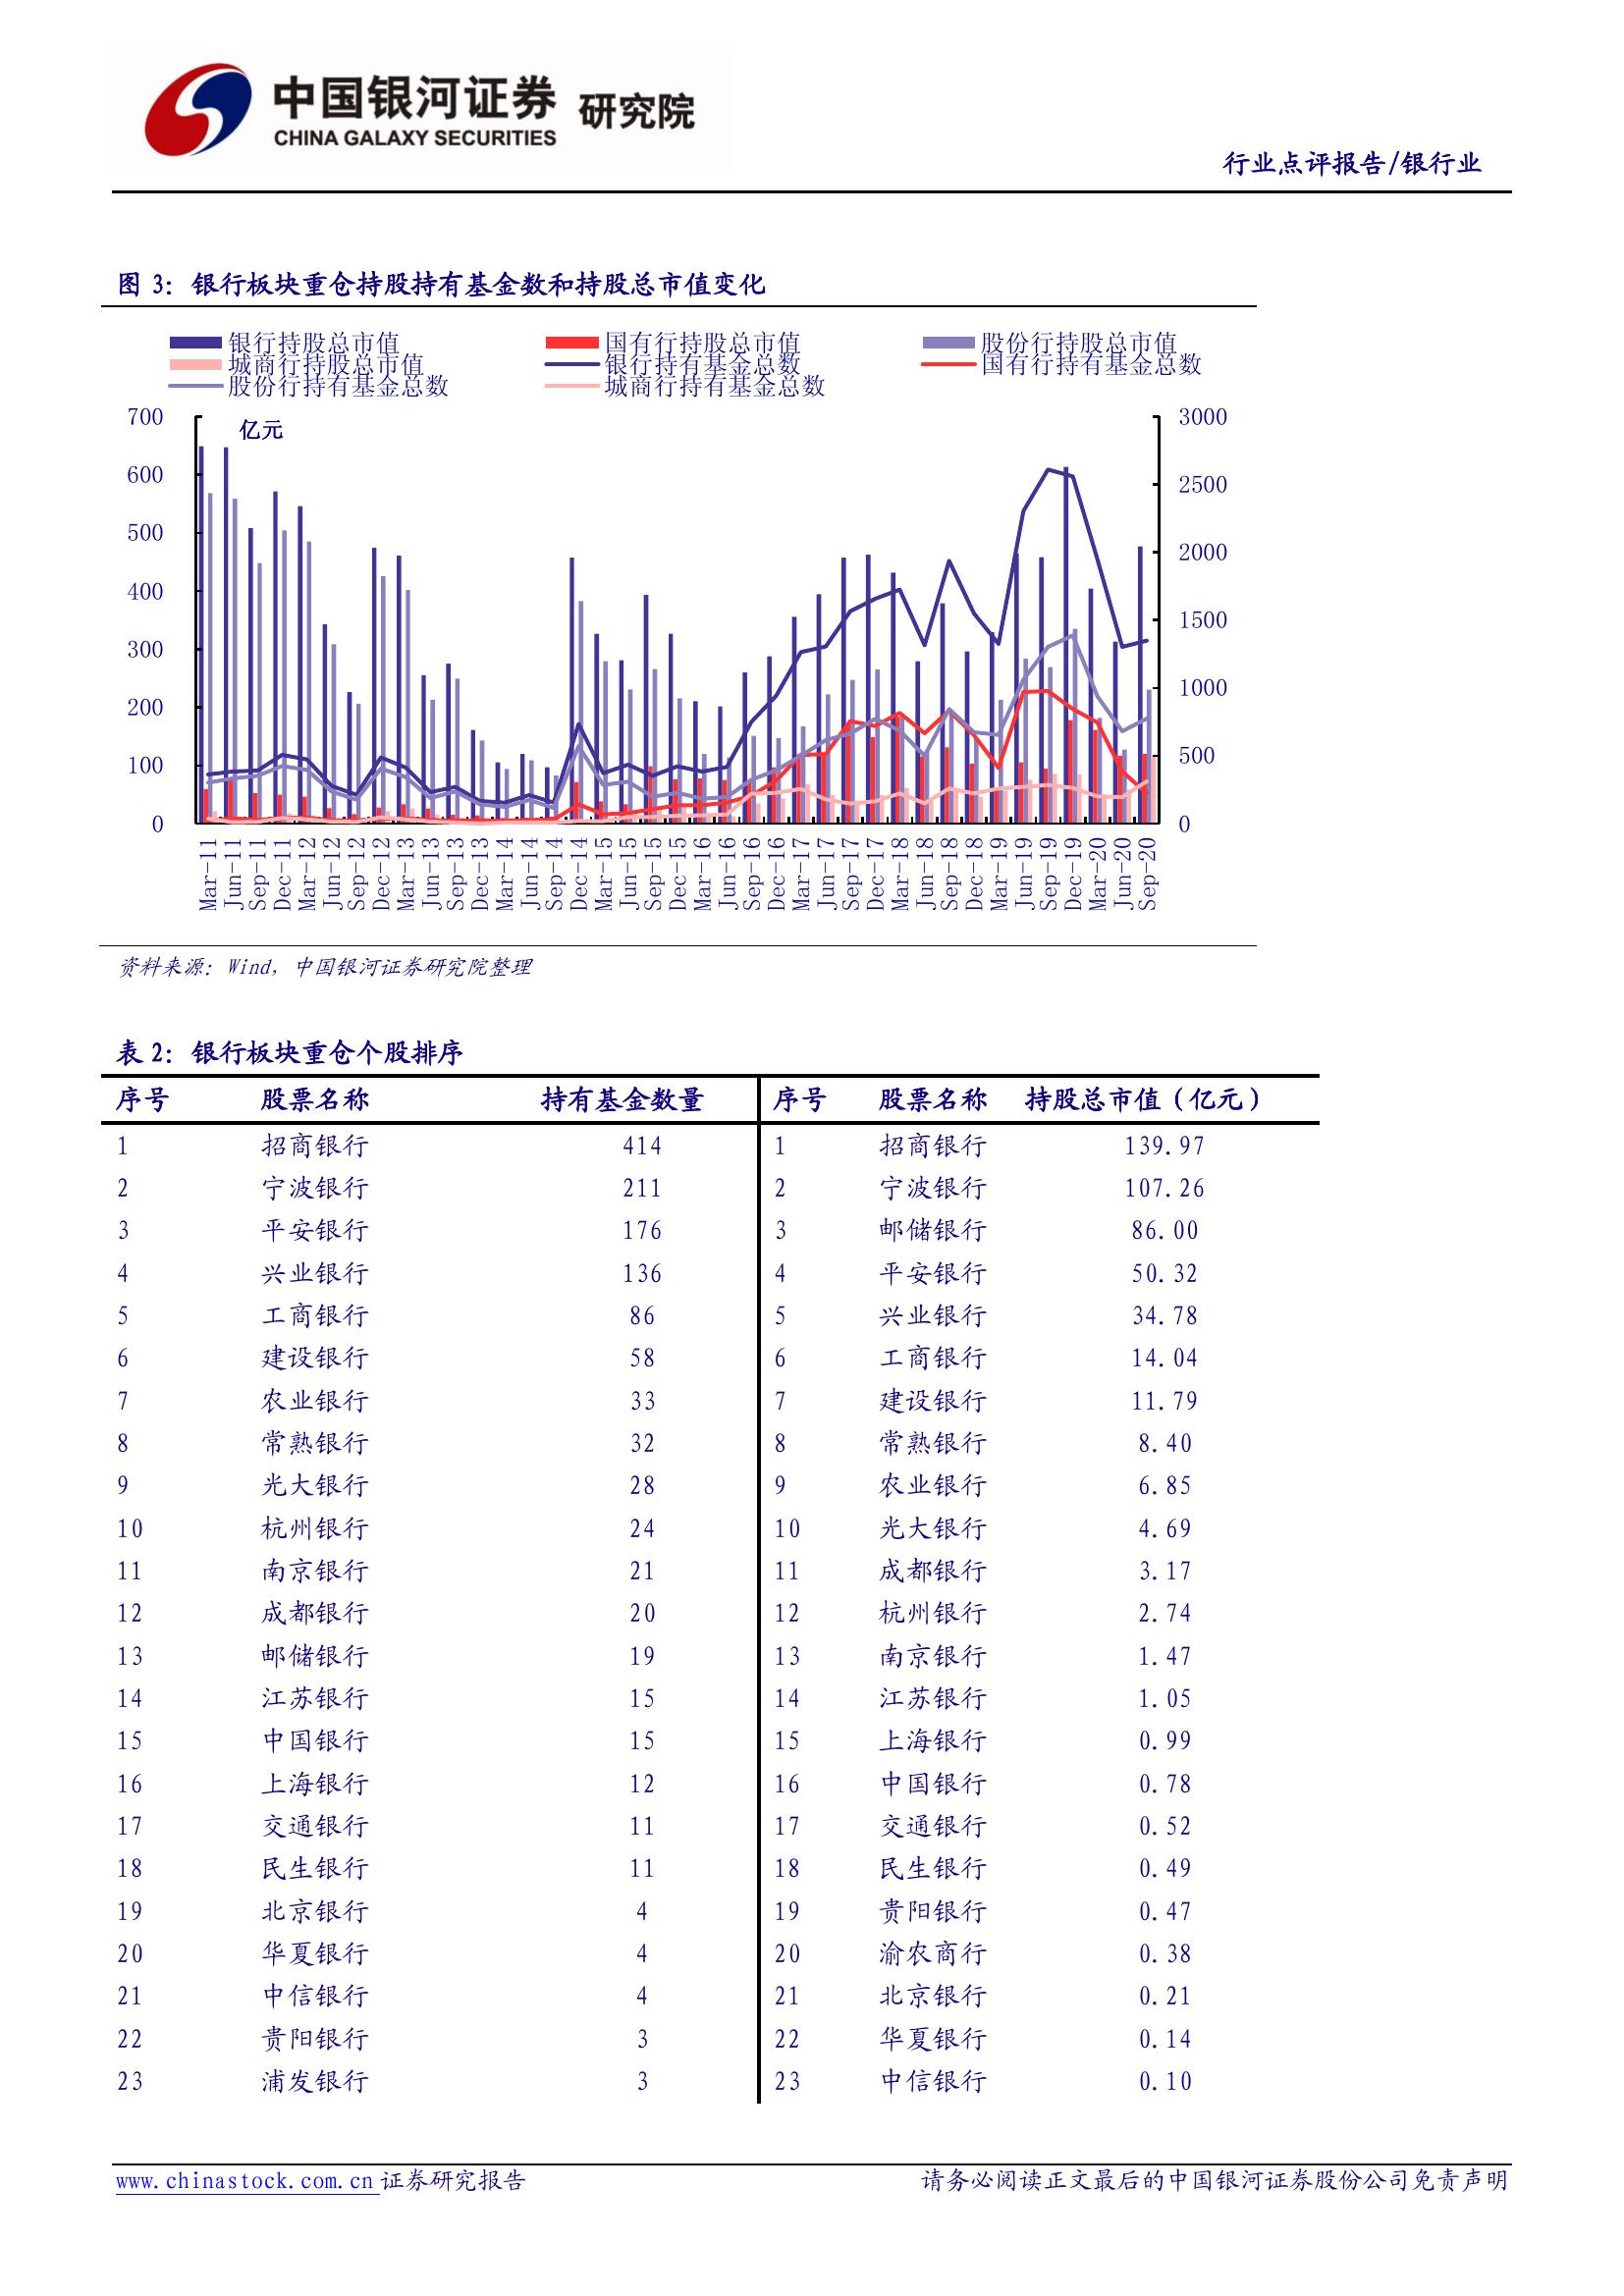 中国银河证券 研究院
CHINA GALAXY SECURITIES
行业点评报告/银行业
图 3：银行板块重仓持股持有基金数和持股总市值变化
银行持股总市值 国有行持股总市值 股份行持股总市值
城商行持股总市值 银行持有基金总数 国有行持有基金总数
股份行持有基金总数 城商行持有基金总数
亿元
700 3000
600 2500
500 2000
400 1500
300 1000
200 500
100 0
0
Mar-11 Jun-11 Sep-11 Dec-11 Mar-12 Jun-12 Sep-12 Dec-12 Mar-13 Jun-13 Sep-13 Dec-13 Mar-14 Jun-14 Sep-14 Dec-14 Mar-15 Jun-15 Sep-15 Dec-15 Mar-16 Jun-16 Sep-16 Dec-16 Mar-17 Jun-17 Sep-17 Dec-17 Mar-18 Jun-18 Sep-18 Dec-18 Mar-19 Jun-19 Sep-19 Dec-19 Mar-20 Jun-20 Sep-20
资料来源：Wind，中国银河证券研究院整理
表 2：银行板块重仓个股排序
序号 股票名称 持有基金数量 序号 股票名称 持股总市值（亿元）
1 招商银行 414 1 招商银行 139.97
2 宁波银行 211 2 宁波银行 107.26
3 平安银行 176 3 邮储银行 86.00
4 兴业银行 136 4 平安银行 50.32
5 工商银行 86 5 兴业银行 34.78
6 建设银行 58 6 工商银行 14.04
7 农业银行 33 7 建设银行 11.79
8 常熟银行 32 8 常熟银行 8.40
9 光大银行 28 9 农业银行 6.85
10 杭州银行 24 10 光大银行 4.69
11 南京银行 21 11 成都银行 3.17
12 成都银行 20 12 杭州银行 2.74
13 邮储银行 19 13 南京银行 1.47
14 江苏银行 15 14 江苏银行 1.05
15 中国银行 15 15 上海银行 0.99
16 上海银行 12 16 中国银行 0.78
17 交通银行 11 17 交通银行 0.52
18 民生银行 11 18 民生银行 0.49
19 北京银行 4 19 贵阳银行 0.47
20 华夏银行 4 20 渝农商行 0.38
21 中信银行 4 21 北京银行 0.21
22 贵阳银行 3 22 华夏银行 0.14
23 浦发银行 3 23 中信银行 0.10
www.chinastock.com.cn 证券研究报告 请务必阅读正文最后的中国银河证券股份公司免责声明